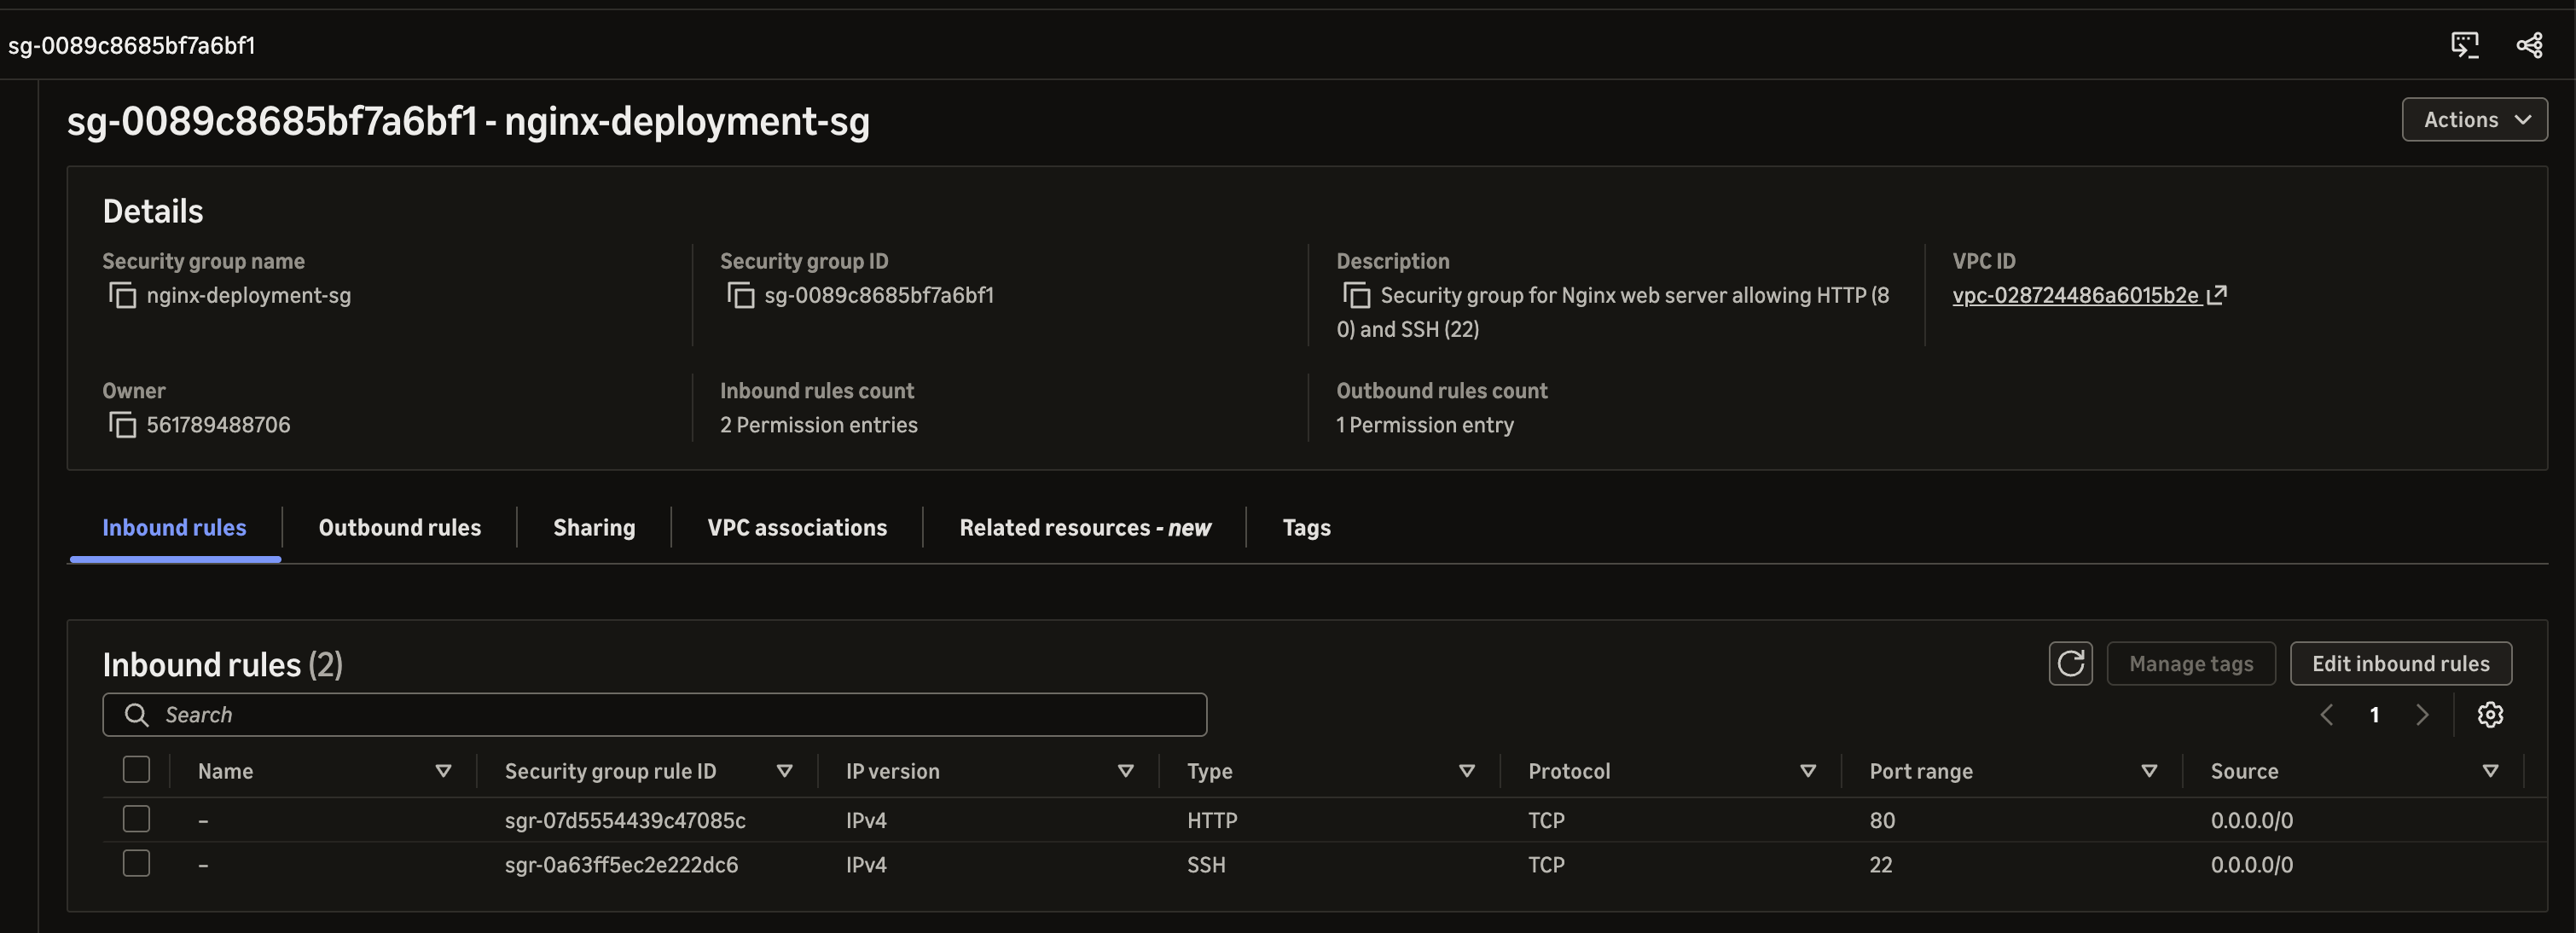 sg-0089c8685bf7a6bf1
sg-0089c8685bf7a6bf1 - nginx-deployment-sg
Actions
Details
Security group name
nginx-deployment-sg
Security group ID
sg-0089c8685bf7a6bf1
Description
Security group for Nginx web server allowing HTTP (8
0) and SSH (22)
VPC ID
vpc-028724486a6015b2e
Owner
561789488706
Inbound rules count
2 Permission entries
Outbound rules count
1 Permission entry
Inbound rules Outbound rules Sharing VPC associations Related resources - new Tags
Inbound rules (2)
Manage tags Edit inbound rules
Search
1
Name Security group rule ID IP version Type Protocol Port range Source
– sgr-07d5554439c47085c IPv4 HTTP TCP 80 0.0.0.0/0
– sgr-0a63ff5ec2e222dc6 IPv4 SSH TCP 22 0.0.0.0/0